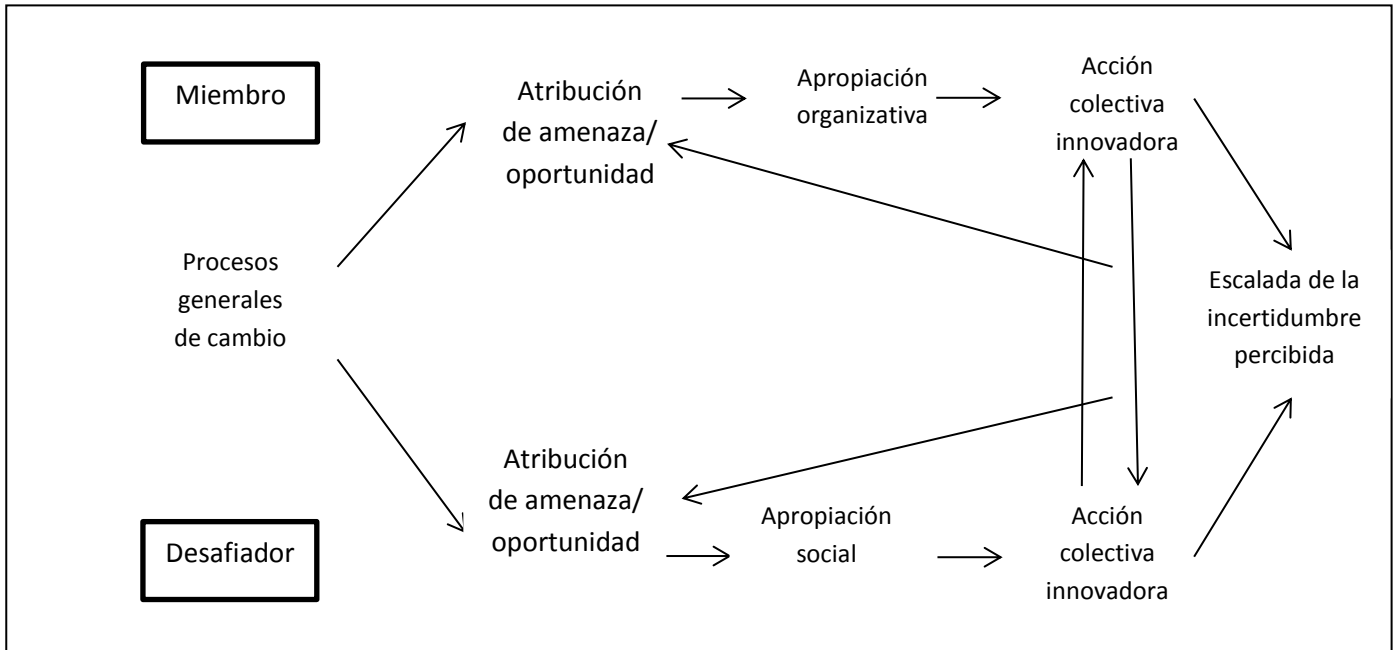 Miembro
Atribución
de amenaza/
oportunidad
Apropiación
organizativa
Acción
colectiva
innovadora
Procesos
generales
de cambio
Escalada de la
incertidumbre
percibida
Desafiador
Atribución
de amenaza/
oportunidad
Apropiación
social
Acción
colectiva
innovadora